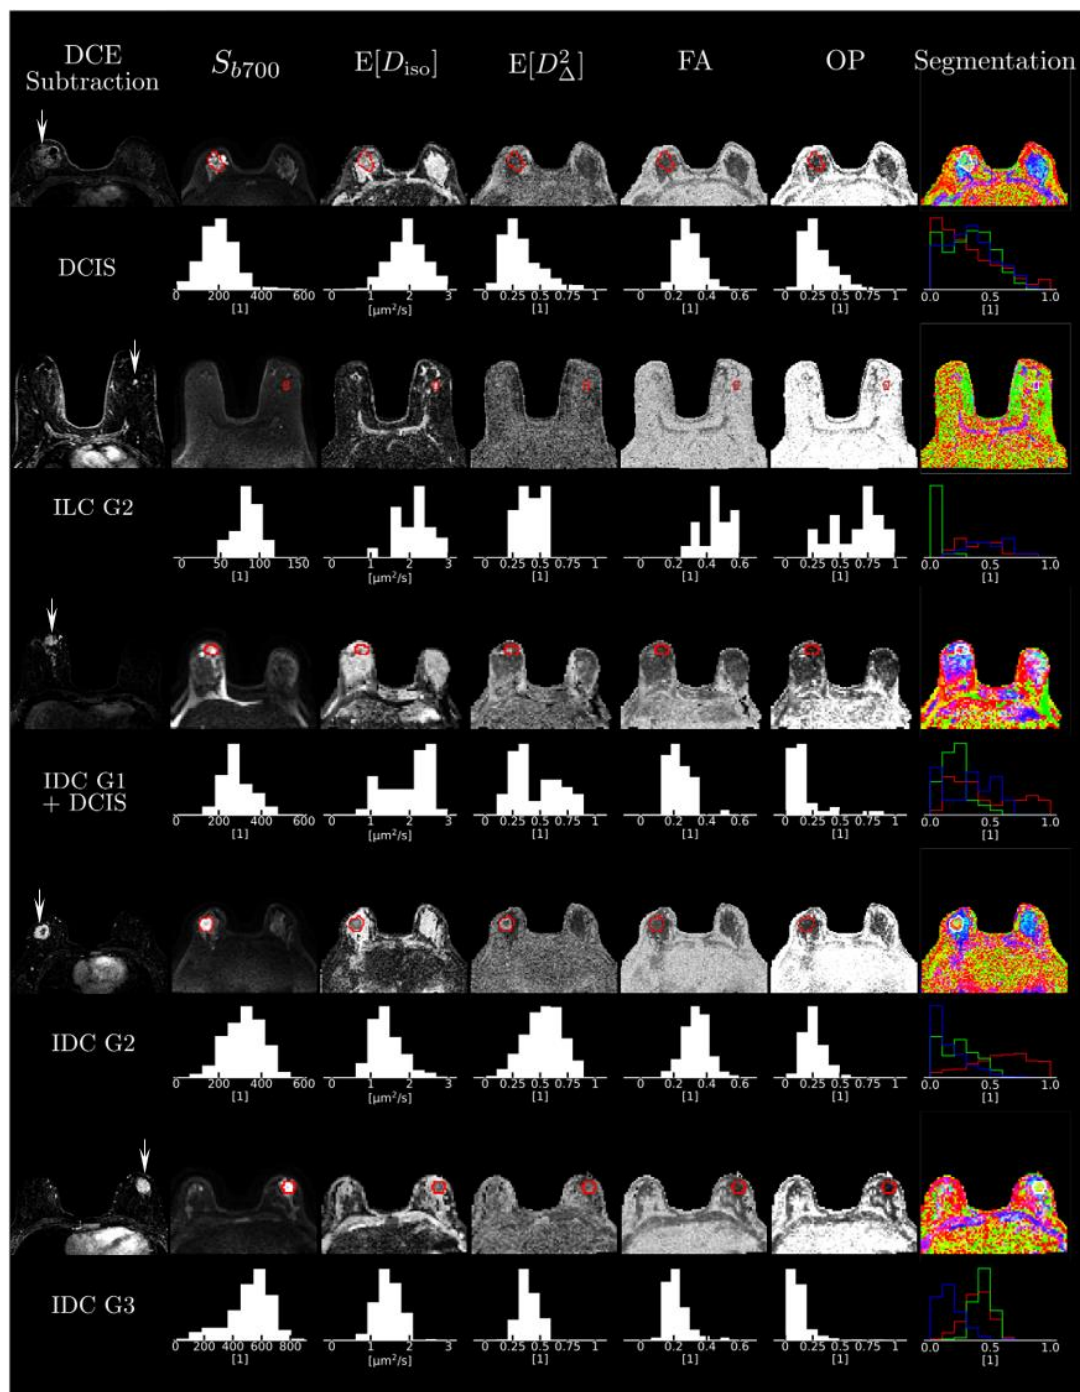 DCE Subtraction S_{b700} E[D_{iso}] E[D_Δ^2] FA OP Segmentation
DCIS
0 200 400 600 1 2 3 0 0.25 0.5 0.75 1 0 0.2 0.4 0.6 0 0.25 0.5 0.75 1 0.0 0.5 1.0
[1] [μm²/s] [1] [1] [1] [1]
ILC G2
0 50 100 150 0 1 2 3 0 0.25 0.5 0.75 1 0 0.2 0.4 0.6 0 0.25 0.5 0.75 1 0.0 0.5 1.0
[1] [μm²/s] [1] [1] [1] [1]
IDC G1
+ DCIS
0 200 400 600 0 1 2 3 0 0.25 0.5 0.75 1 0 0.2 0.4 0.6 0 0.25 0.5 0.75 1 0.0 0.5 1.0
[1] [μm²/s] [1] [1] [1] [1]
IDC G2
0 200 400 600 1 2 3 0 0.25 0.5 0.75 1 0 0.2 0.4 0.6 0 0.25 0.5 0.75 1 0.0 0.5 1.0
[1] [μm²/s] [1] [1] [1] [1]
IDC G3
0 200 400 600 800 0 1 2 3 0 0.25 0.5 0.75 1 0 0.2 0.4 0.6 0 0.25 0.5 0.75 1 0.0 0.5 1.0
[1] [μm²/s] [1] [1] [1] [1]